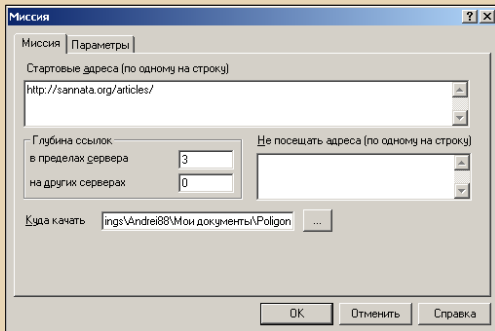 Миссия
Миссия Параметры
Стартовые адреса (по одному на строку)
http://sannata.org/articles/
Глубина ссылок
в пределах сервера 3
на других серверах 0
Не посещать адреса (по одному на строку)
Куда качать ings\Andrei88\Мои документы\Poligon ...
OK Отменить Справка